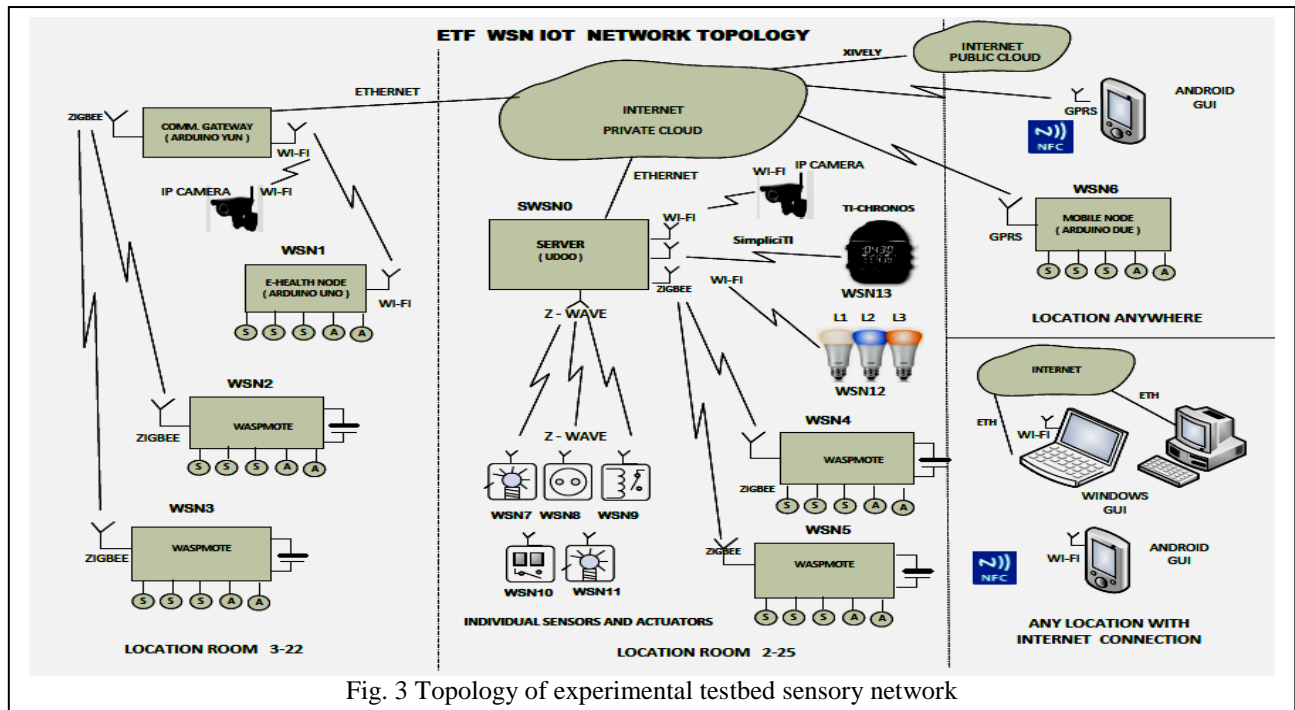 ETF WSN IOT NETWORK TOPOLOGY
ZIGBEE
COMM. GATEWAY
( ARDUINO YUN )
ETHERNET
WI-FI
IP CAMERA
WI-FI
WSN1
E-HEALTH NODE
( ARDUINO UNO )
WI-FI
S S S A A
WSN2
WASPMOTE
ZIGBEE
S S S A A
WSN3
WASPMOTE
ZIGBEE
S S S A A
LOCATION ROOM 3-22
INTERNET
PRIVATE CLOUD
XIVELY
ETHERNET
SWSN0
SERVER
( UDOO )
WI-FI
WI-FI
IP CAMERA
SimpliciTI
TI-CHRONOS
WSN13
ZIGBEE
WI-FI
L1 L2 L3
WSN12
Z - WAVE
Z - WAVE
WSN7 WSN8 WSN9
WSN10 WSN11
INDIVIDUAL SENSORS AND ACTUATORS
WSN4
WASPMOTE
ZIGBEE
S S S A A
WSN5
WASPMOTE
ZIGBEE
S S S A A
LOCATION ROOM 2-25
INTERNET
PUBLIC CLOUD
ANDROID
GUI
GPRS
NFC
WSN6
MOBILE NODE
( ARDUINO DUE )
GPRS
S S S A A
LOCATION ANYWHERE
INTERNET
ETH
ETH
WI-FI
WINDOWS
GUI
WI-FI
ANDROID
GUI
NFC
ANY LOCATION WITH
INTERNET CONNECTION
Fig. 3 Topology of experimental testbed sensory network